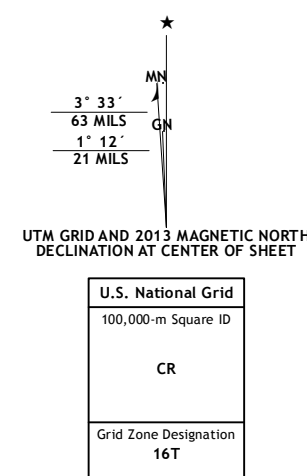 ★
MN
3° 33´
63 MILS
GN
1° 12´
21 MILS
UTM GRID AND 2013 MAGNETIC NORTH
DECLINATION AT CENTER OF SHEET
U.S. National Grid
100,000-m Square ID
CR
Grid Zone Designation
16T